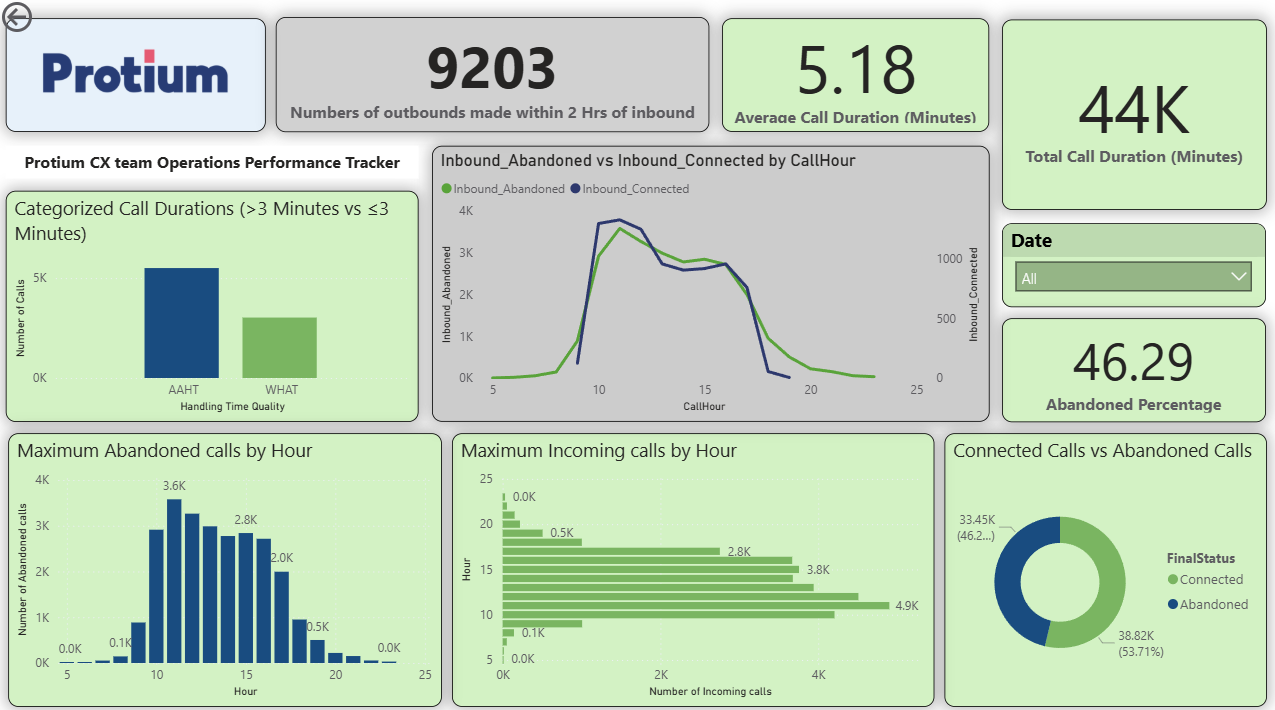 Protium
9203
Numbers of outbounds made within 2 Hrs of inbound
5.18
Average Call Duration (Minutes)
44K
Total Call Duration (Minutes)
Protium CX team Operations Performance Tracker
Categorized Call Durations (>3 Minutes vs ≤3
Minutes)
Number of Calls
5K
0K
AAHT
WHAT
Handling Time Quality
Inbound_Abandoned vs Inbound_Connected by CallHour
Inbound_Abandoned
Inbound_Connected
Inbound_Abandoned
4K
3K
2K
1K
0K
1000
500
0
Inbound_Connected
5
10
15
20
25
CallHour
Date
All
46.29
Abandoned Percentage
Maximum Abandoned calls by Hour
Number of Abandoned calls
4K
3K
2K
1K
0K
0.0K
0.1K
3.6K
2.8K
2.0K
0.5K
0.0K
5
10
15
20
25
Hour
Maximum Incoming calls by Hour
Hour
25
20
15
10
5
0.0K
0.5K
2.8K
3.8K
4.9K
0.1K
0.0K
0K
2K
4K
Number of Incoming calls
Connected Calls vs Abandoned Calls
33.45K
(46.2...)
38.82K
(53.71%)
FinalStatus
Connected
Abandoned